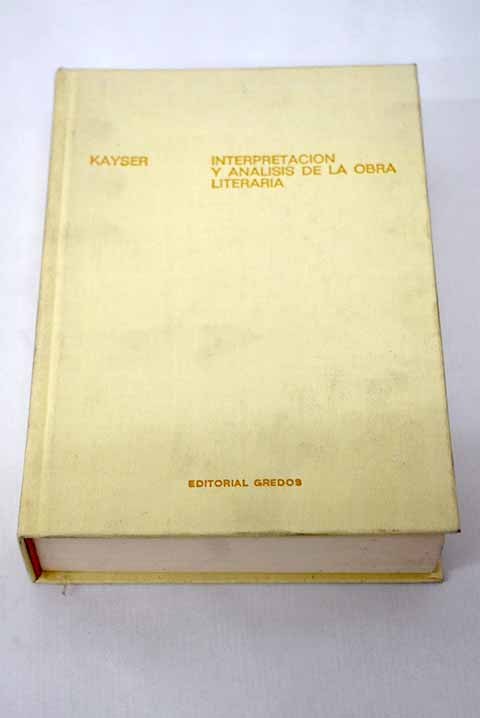 KAYSER
INTERPRETACION
Y ANALISIS DE LA OBRA
LITERARIA
EDITORIAL GREDOS